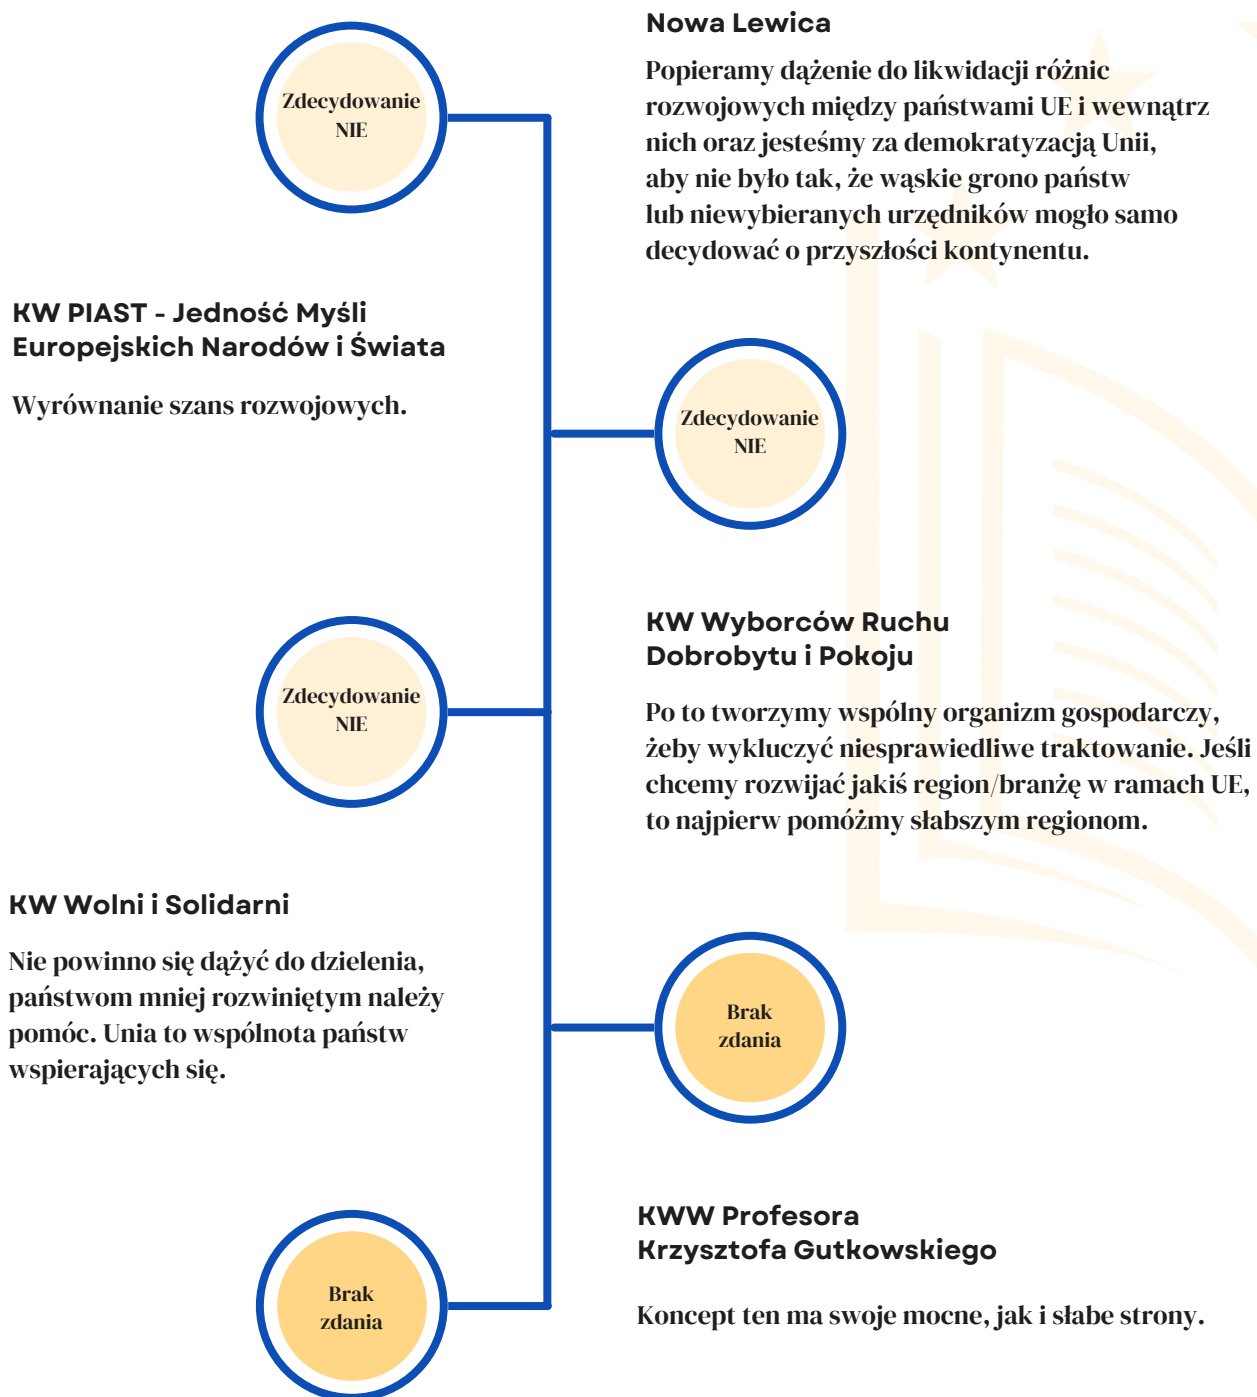 Nowa Lewica
Zdecydowanie
NIE
Popieramy dążenie do likwidacji różnic
rozwojowych między państwami UE i wewnątrz
nich oraz jesteśmy za demokratyzacją Unii,
aby nie było tak, że wąskie grono państw
lub niewybieranych urzędników mogło samo
decydować o przyszłości kontynentu.
KW PIAST - Jedność Myśli
Europejskich Narodów i Świata
Wyrównanie szans rozwojowych.
Zdecydowanie
NIE
Zdecydowanie
NIE
KW Wyborców Ruchu
Dobrobytu i Pokoju
Po to tworzymy wspólny organizm gospodarczy,
żeby wykluczyć niesprawiedliwe traktowanie. Jeśli
chcemy rozwijać jakiś region/branżę w ramach UE,
to najpierw pomóżmy słabszym regionom.
KW Wolni i Solidarni
Nie powinno się dążyć do dzielenia,
państwom mniej rozwiniętym należy
pomóc. Unia to wspólnota państw
wspierających się.
Brak
zdania
Brak
zdania
KWW Profesora
Krzysztofa Gutkowskiego
Koncept ten ma swoje mocne, jak i słabe strony.